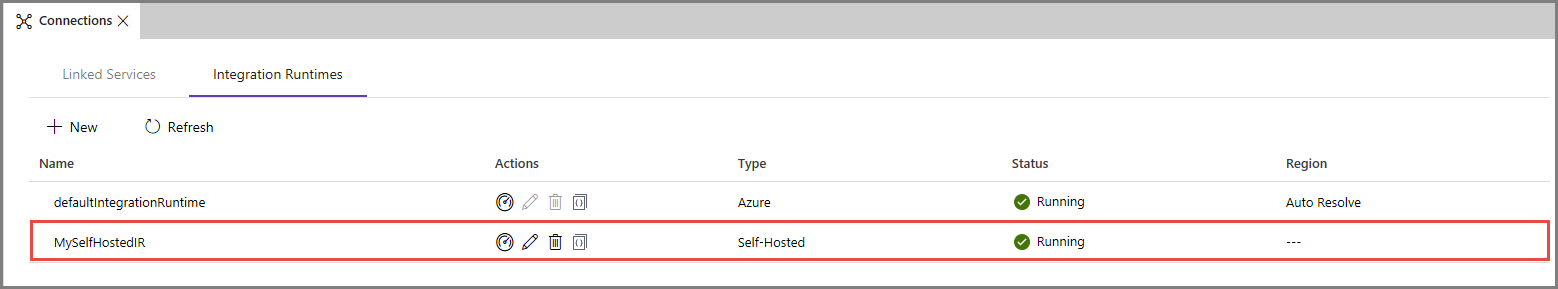 Connections
Linked Services Integration Runtimes
New Refresh
Name Actions Type Status Region
defaultIntegrationRuntime Azure Running Auto Resolve
MySelfHostedIR Self-Hosted Running ---